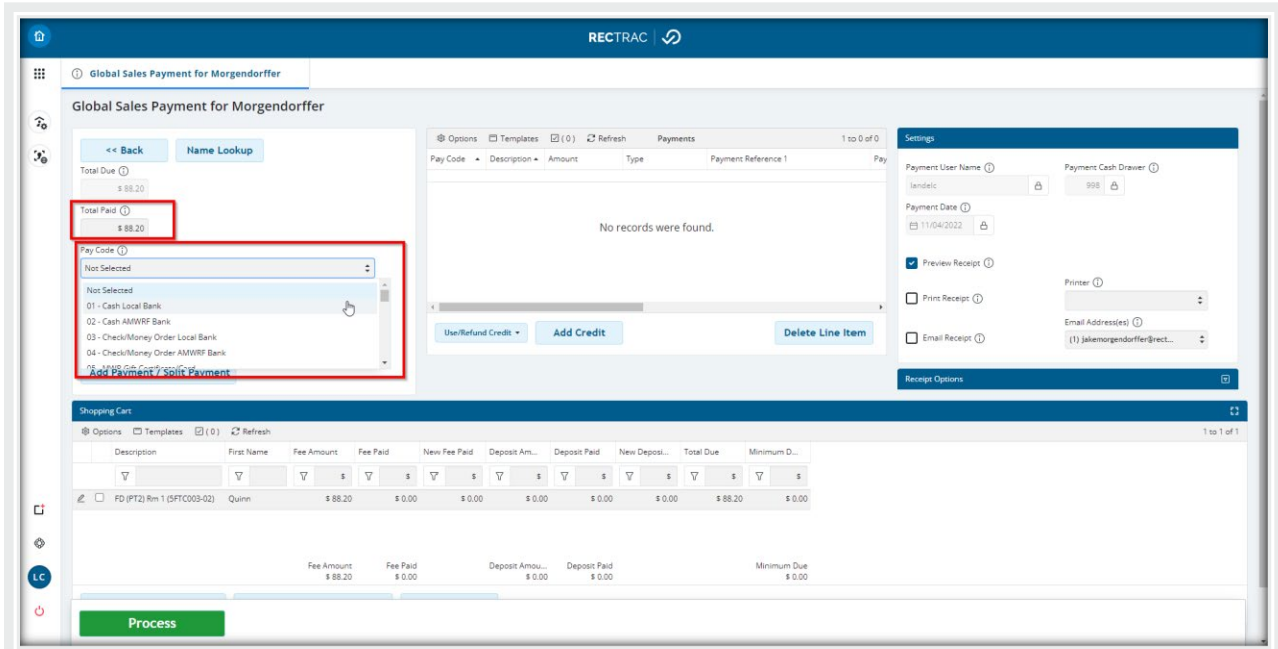 RECTRAC
Global Sales Payment for Morgendorffer
Global Sales Payment for Morgendorffer
<< Back
Name Lookup
Total Due
$ 88.20
Total Paid
$ 88.20
Pay Code
Not Selected
Not Selected
01 - Cash Local Bank
02 - Cash AMWRF Bank
03 - Check/Money Order Local Bank
04 - Check/Money Order AMWRF Bank
05 - MWR Gift Certificate/Card
Add Payment / Split Payment
Options Templates (0) Refresh Payments 1 to 0 of 0
Pay Code Description Amount Type Payment Reference 1 Pay
No records were found.
Use/Refund Credit
Add Credit
Delete Line Item
Settings
Payment User Name
Payment Cash Drawer
landelc
998
Payment Date
11/04/2022
Preview Receipt
Printer
Print Receipt
Email Address(es)
Email Receipt
(1) jakemorgendorffer@rect...
Receipt Options
Shopping Cart
Options Templates (0) Refresh 1 to 1 of 1
Description First Name Fee Amount Fee Paid New Fee Paid Deposit Am... Deposit Paid New Deposi... Total Due Minimum D...
$ $ $ $ $ $ $ $
FD (PT2) Rm 1 (5FTC003-02) Quinn $ 88.20 $ 0.00 $ 0.00 $ 0.00 $ 0.00 $ 0.00 $ 88.20 $ 0.00
Fee Amount Fee Paid Deposit Amou... Deposit Paid Minimum Due
$ 88.20 $ 0.00 $ 0.00 $ 0.00 $ 0.00
LC
Process